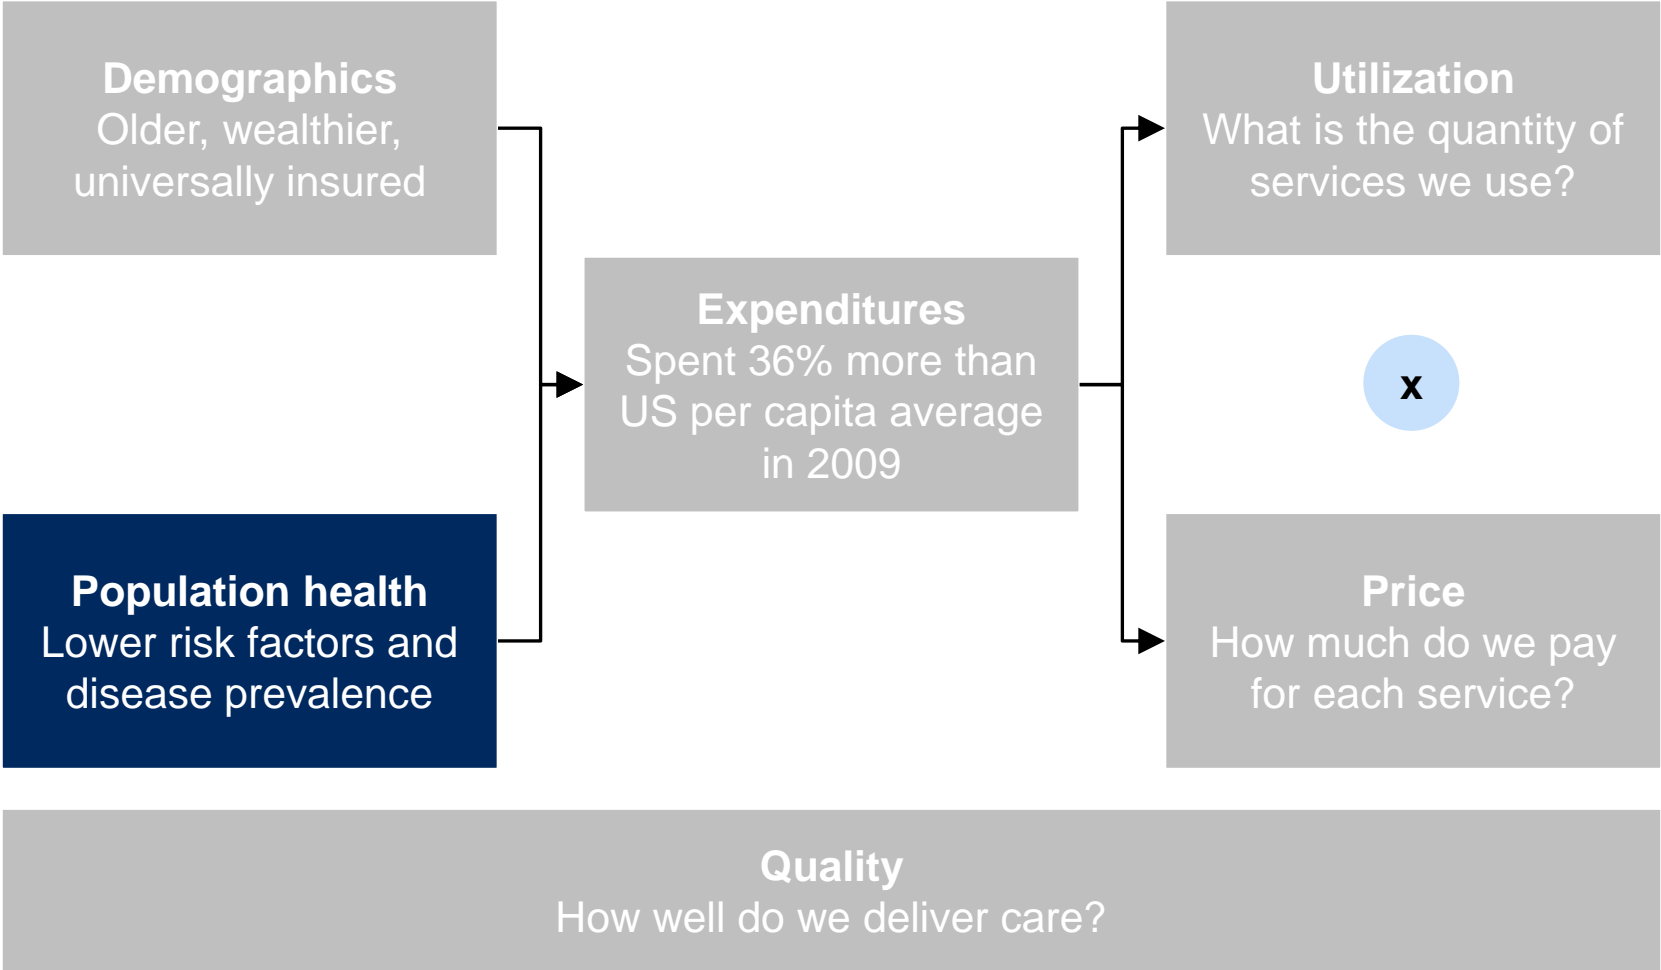 Demographics
Older, wealthier,
universally insured
Utilization
What is the quantity of
services we use?
Expenditures
Spent 36% more than
US per capita average
in 2009
x
Population health
Lower risk factors and
disease prevalence
Price
How much do we pay
for each service?
Quality
How well do we deliver care?